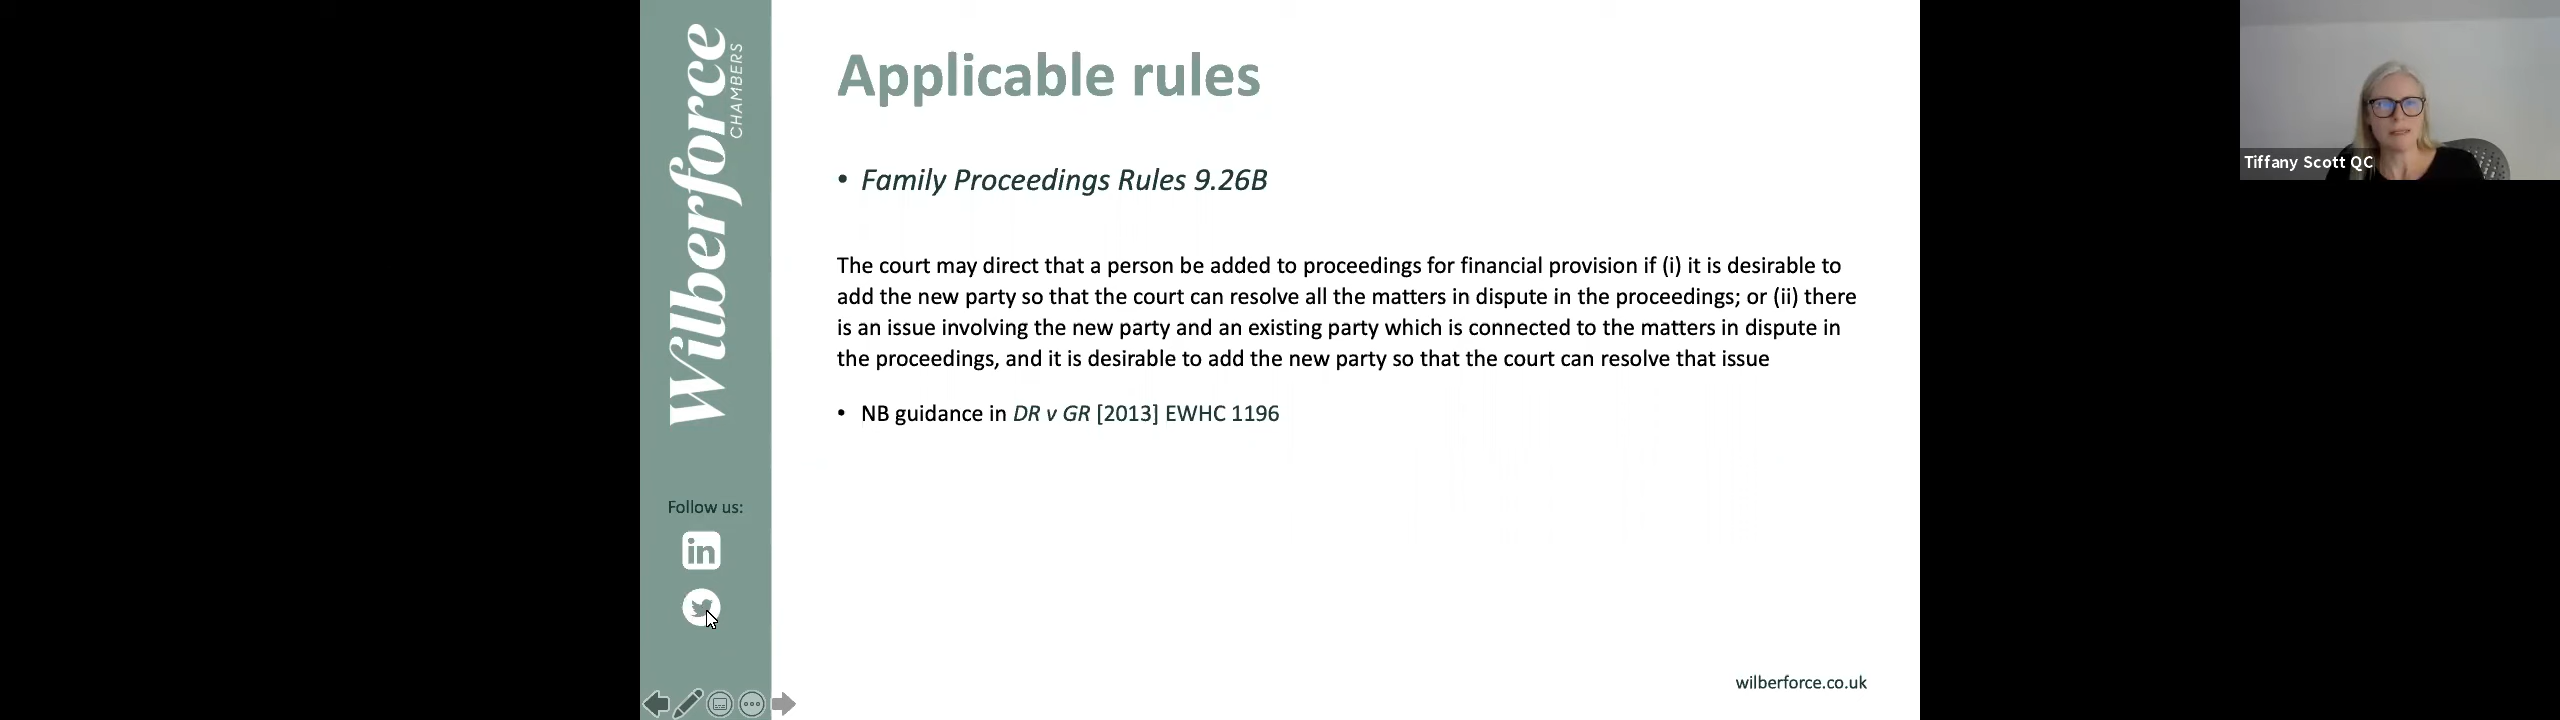 Wilberforce
CHAMBERS
Applicable rules
• Family Proceedings Rules 9.26B
The court may direct that a person be added to proceedings for financial provision if (i) it is desirable to
add the new party so that the court can resolve all the matters in dispute in the proceedings; or (ii) there
is an issue involving the new party and an existing party which is connected to the matters in dispute in
the proceedings, and it is desirable to add the new party so that the court can resolve that issue
• NB guidance in DR v GR [2013] EWHC 1196
Follow us:
in
wilberforce.co.uk
Tiffany Scott QC